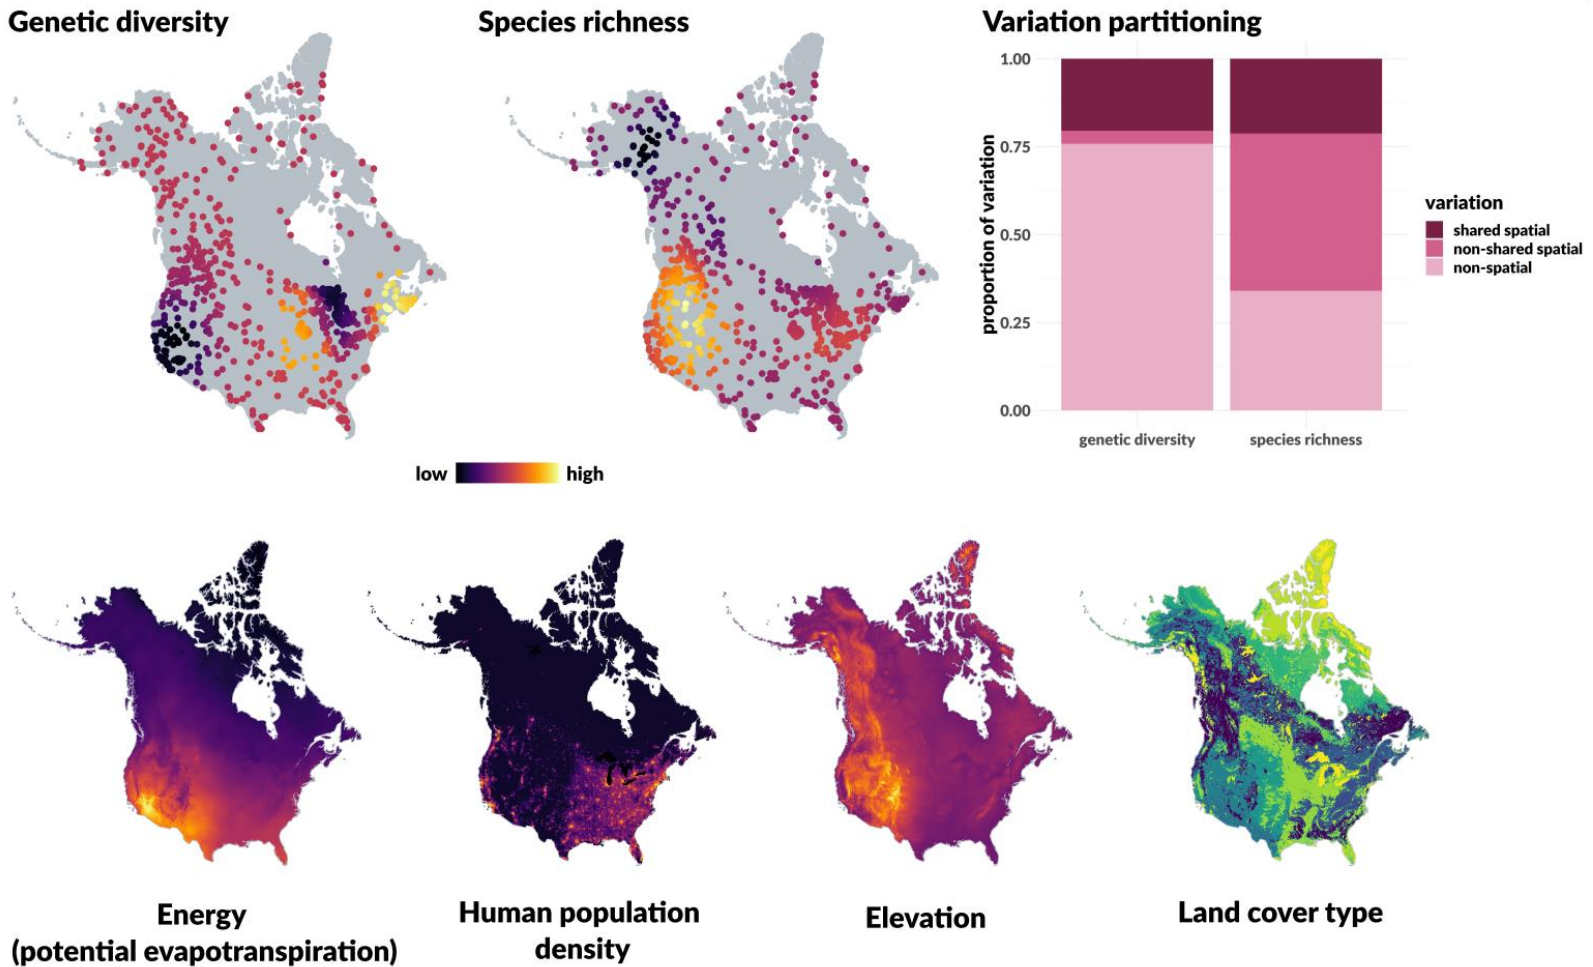 Genetic diversity
Species richness
Variation partitioning
proportion of variation
1.00
0.75
0.50
0.25
0.00
genetic diversity
species richness
variation
shared spatial
non-shared spatial
non-spatial
low
high
Energy
(potential evapotranspiration)
Human population
density
Elevation
Land cover type